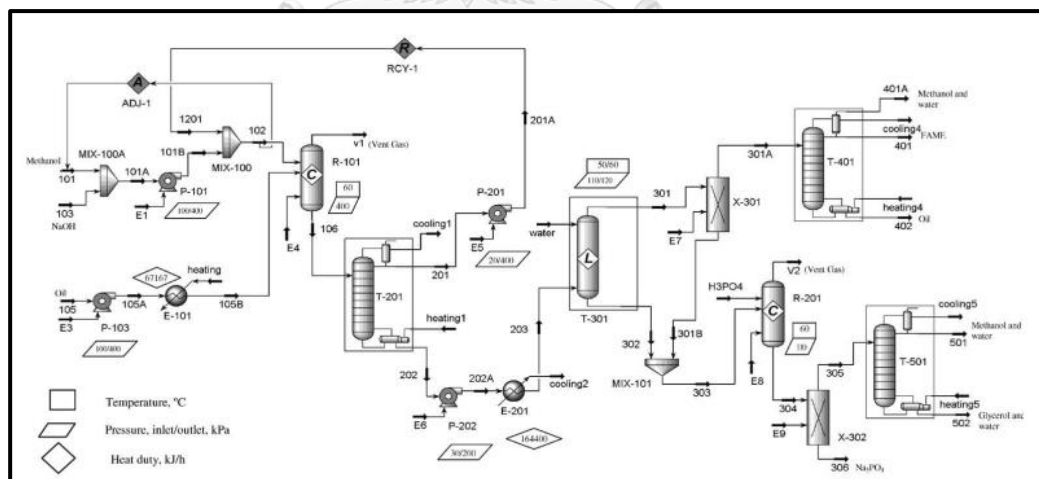 R
RCY-1
A
ADJ-1
1201
102
201A
v1 (Vent Gas)
Methanol
101
MIX-100A
101A
101B
MIX-100
P-101
103
NaOH
E1
100/400
R-101
C
60
400
E4
106
cooling1
P-201
201
E5
20/400
T-201
heating1
Oil
105
E3
P-103
105A
100/400
67167
heating
E-101
105B
202
202A
P-202
E6
30/200
E-201
cooling2
164400
203
50/60
110/120
water
L
T-301
301
302
301B
MIX-101
303
E7
X-301
301A
401A
Methanol and
water
cooling4
401
FAME
T-401
heating4
402
Oil
V2 (Vent Gas)
H3PO4
R-201
C
60
110
E8
304
E9
X-302
305
306
Na3PO4
cooling5
Methanol and
water
501
T-501
heating5
Glycerol and
water
502
Temperature, °C
Pressure, inlet/outlet, kPa
Heat duty, kJ/h